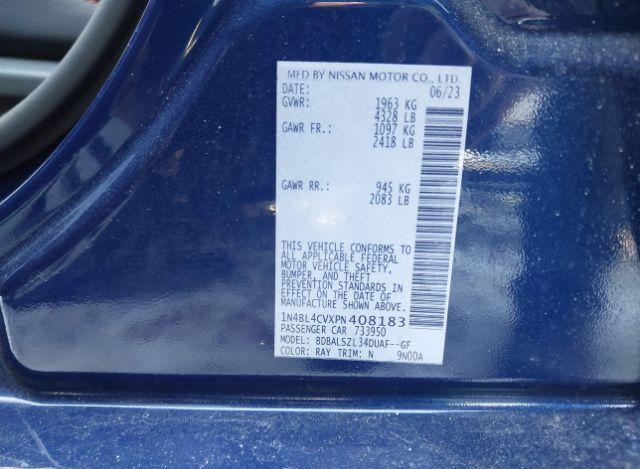 MFD BY NISSAN MOTOR CO., LTD.
DATE: 06/23
GVWR: 1963 KG
4328 LB
GAWR FR.: 1097 KG
2418 LB
GAWR RR.: 945 KG
2083 LB
THIS VEHICLE CONFORMS TO
ALL APPLICABLE FEDERAL
MOTOR VEHICLE SAFETY,
BUMPER, AND THEFT
PREVENTION STANDARDS IN
EFFECT ON THE DATE OF
MANUFACTURE SHOWN ABOVE.
1N4BL4CVXPN408183
PASSENGER CAR 733950
MODEL: BDBALSZL34DUAF--GF
COLOR: RAY TRIM: N 9N00A